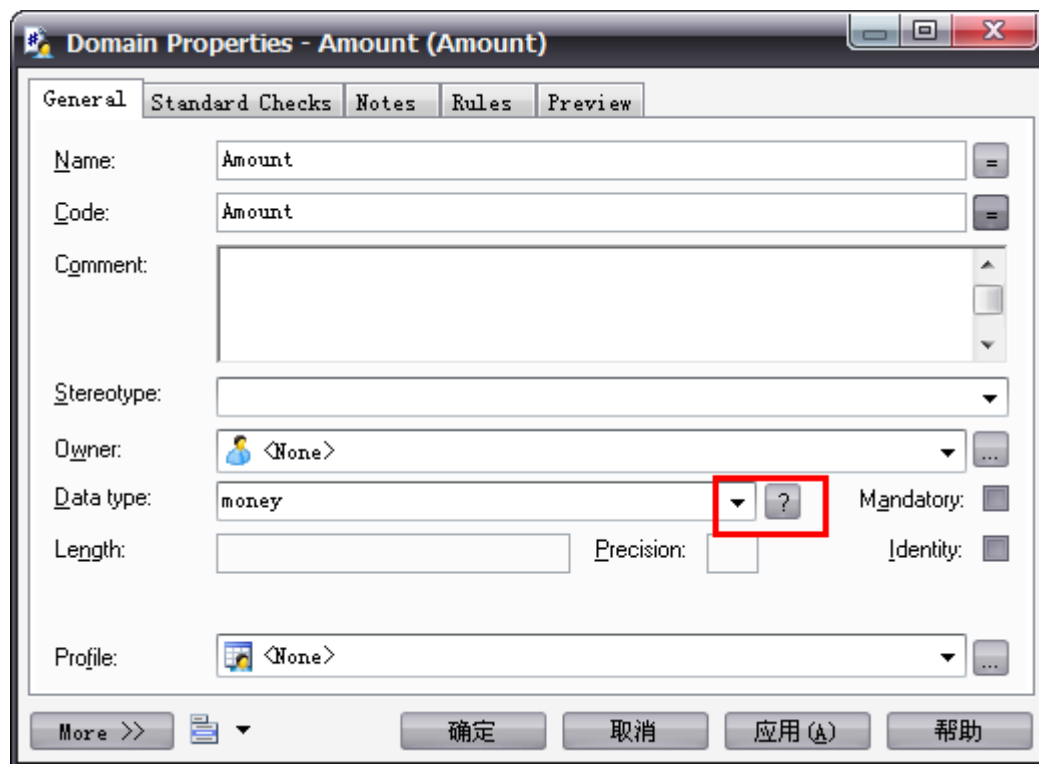 Domain Properties - Amount (Amount)
General Standard Checks Notes Rules Preview
Name: Amount =
Code: Amount =
Comment:
Stereotype:
Owner: <None> ...
Data type: money ? Mandatory:
Length: Precision: Identity:
Profile: <None> ...
More >> 确定 取消 应用(A) 帮助